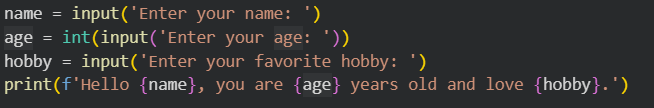 name = input('Enter your name: ')
age = int(input('Enter your age: '))
hobby = input('Enter your favorite hobby: ')
print(f'Hello {name}, you are {age} years old and love {hobby}.')